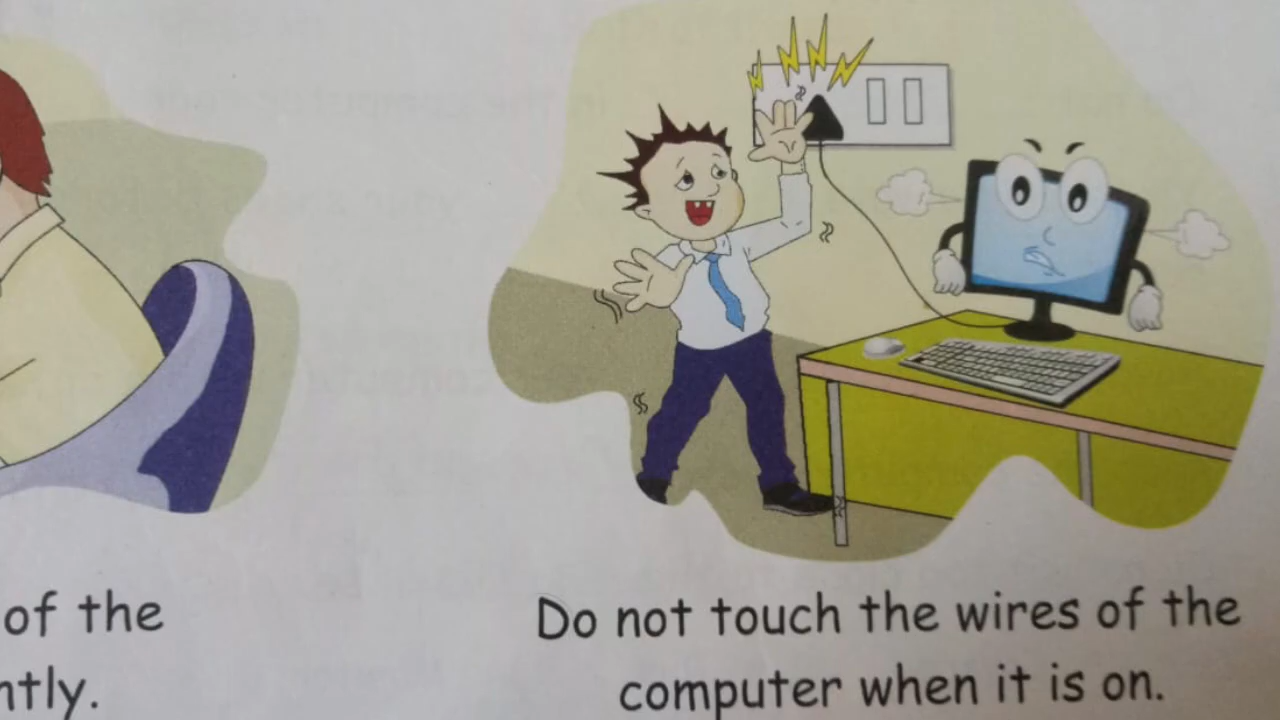 of the
ntly.
Do not touch the wires of the
computer when it is on.